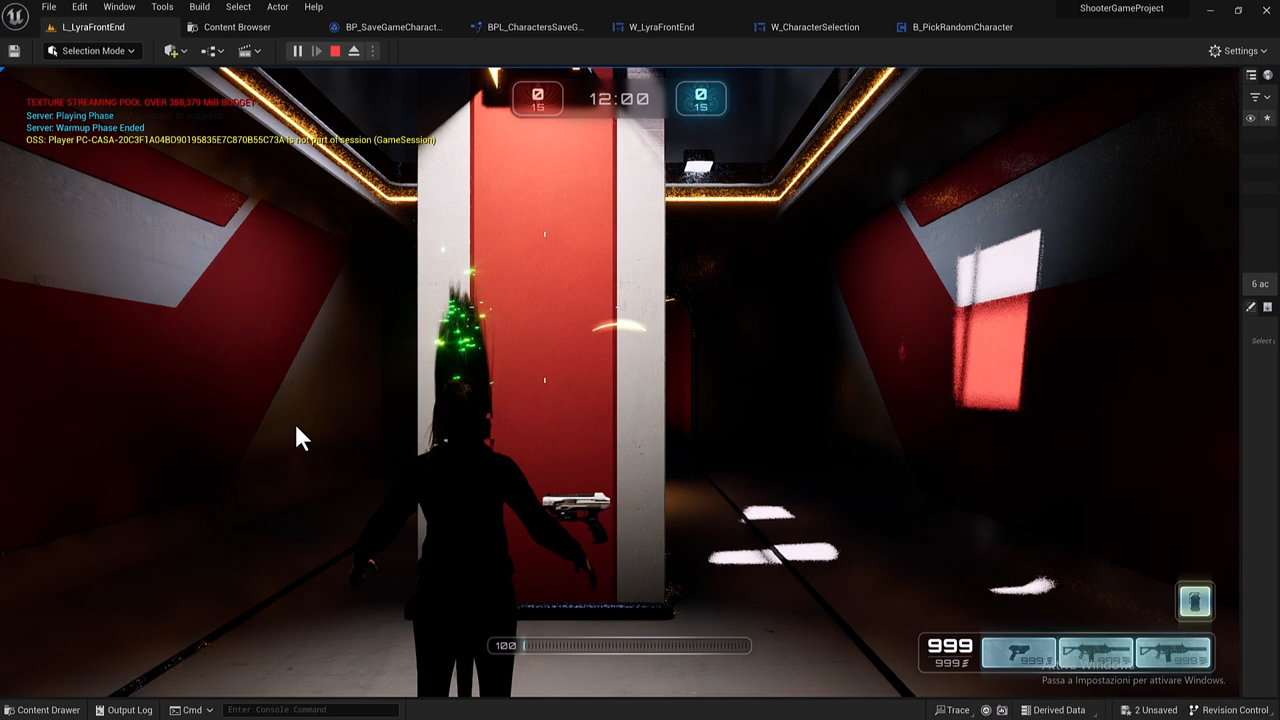 File Edit Window Tools Build Select Actor Help
ShooterGameProject
L_LyraFrontEnd Content Browser BP_SaveGameCharact... BPL_CharactersSaveG... W_LyraFrontEnd W_CharacterSelection B_PickRandomCharacter
Selection Mode
Settings
TEXTURE STREAMING POOL OVER 388,379 MiB BUDGET
Server: Playing Phase
Server: Warmup Phase Ended
OSS: Player PC-CASA-20C3F1A04BD90195835E7C870B55C73A is not part of session (GameSession)
0 12:00 0
15 15
6 ac
Select
100
999
999 999 999 999
Passa a Impostazioni per attivare Windows.
Content Drawer Output Log Cmd Enter Console Command Trace Derived Data 2 Unsaved Revision Control